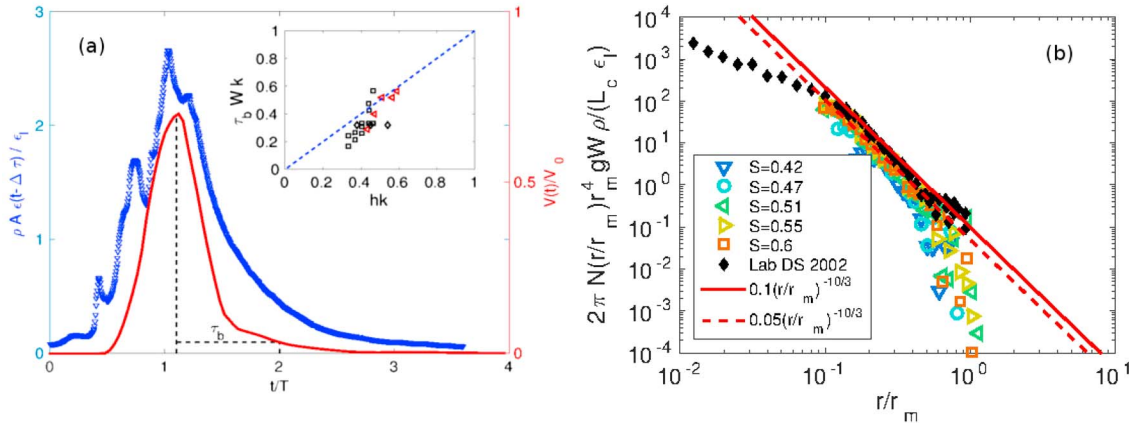 (a)
3
2
1
0
ρ A ϵ(t- Δ τ) / ϵ_l
1
0.5
0
V(t)/V_0
0 1 2 3 4
t/T
τ_b
1
0.8
0.6
0.4
0.2
0
τ_b W k
0 0.2 0.4 0.6 0.8 1
hk
(b)
10^4
10^3
10^2
10^1
10^0
10^-1
10^-2
10^-3
10^-4
2π N(r/r_m)r_m^4 gW ρ/(L_c ϵ_l)
S=0.42
S=0.47
S=0.51
S=0.55
S=0.6
Lab DS 2002
0.1(r/r_m)^-10/3
0.05(r/r_m)^-10/3
10^-2 10^-1 10^0 10^1
r/r_m